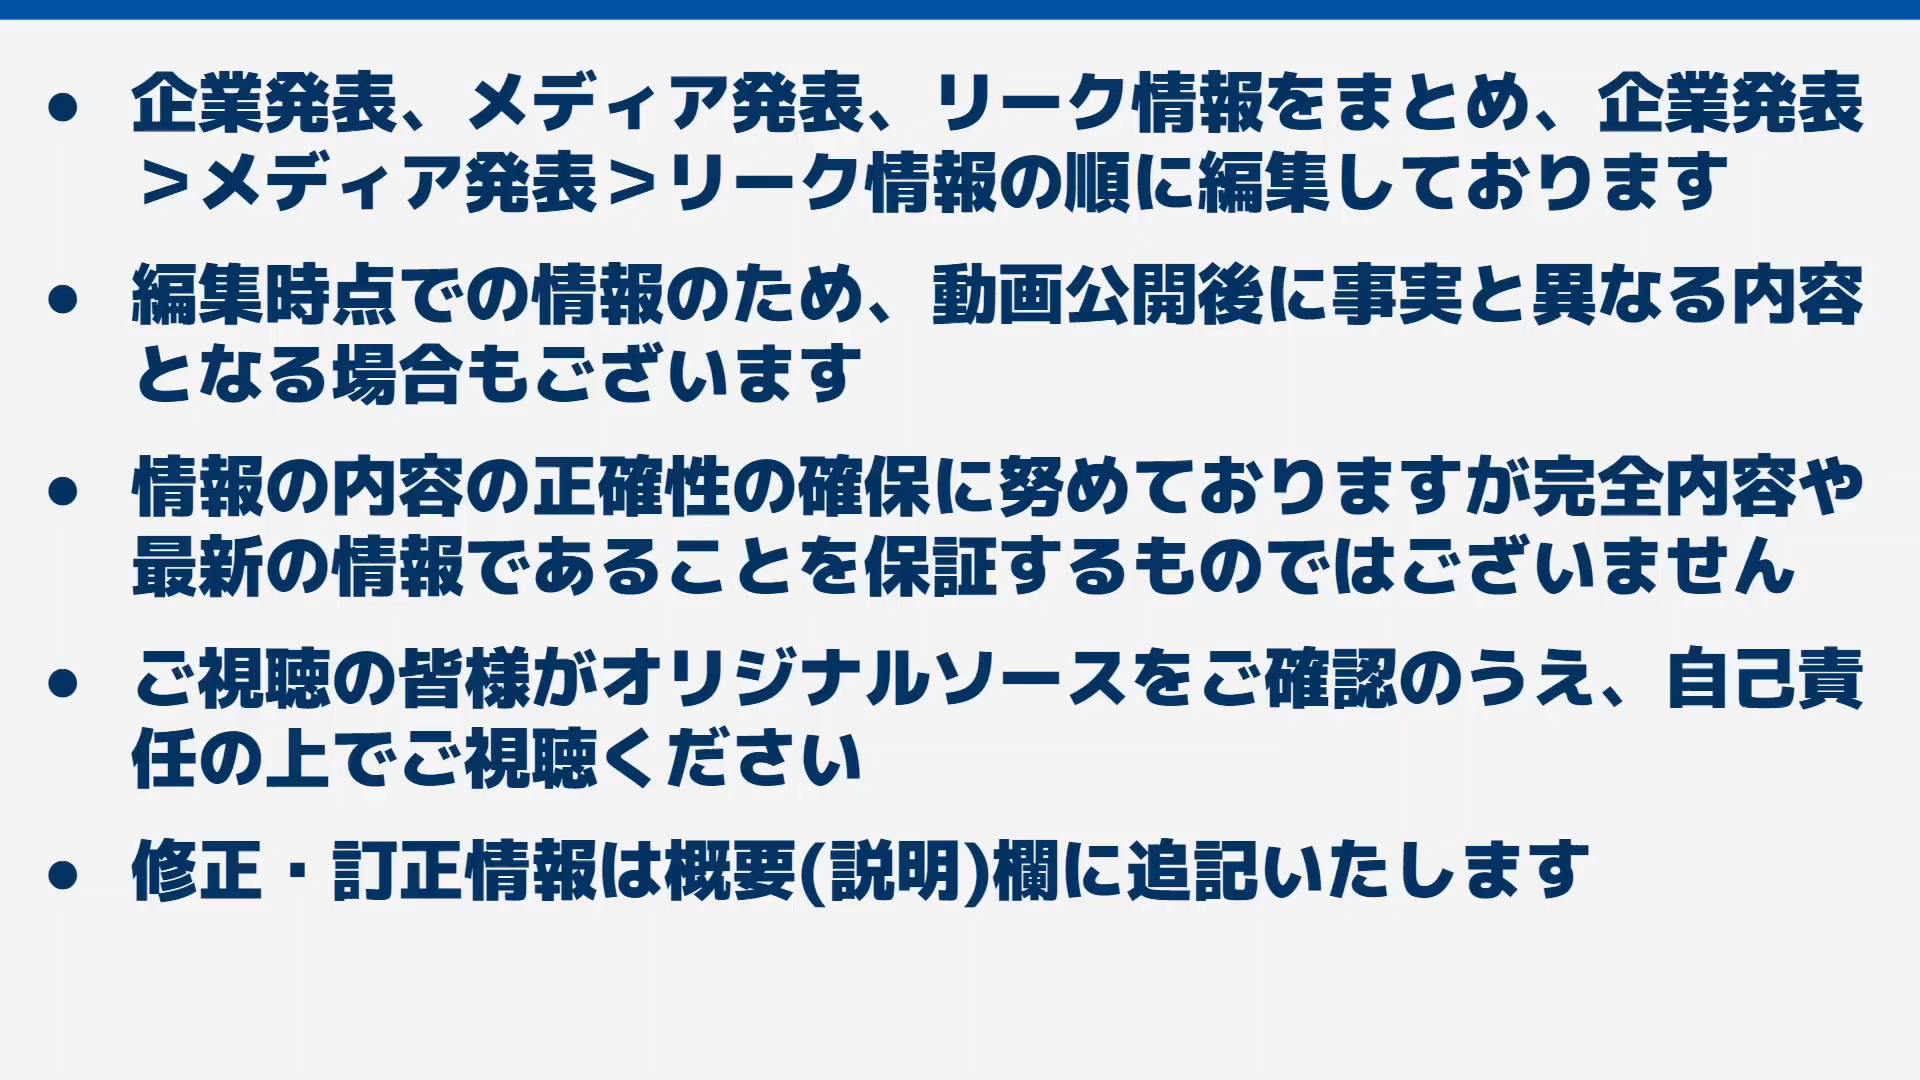 ● 企業発表、メディア発表、リーク情報をまとめ、企業発表
＞メディア発表＞リーク情報の順に編集しております
● 編集時点での情報のため、動画公開後に事実と異なる内容
となる場合もございます
● 情報の内容の正確性の確保に努めておりますが完全内容や
最新の情報であることを保証するものではございません
● ご視聴の皆様がオリジナルソースをご確認のうえ、自己責
任の上でご視聴ください
● 修正・訂正情報は概要(説明)欄に追記いたします